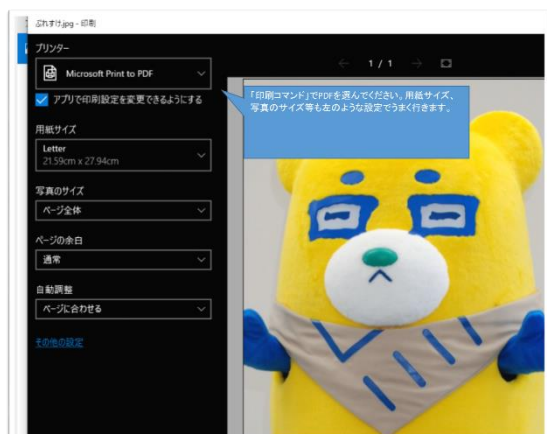 ぷれすけ.jpg - 印刷
プリンター
Microsoft Print to PDF
アプリで印刷設定を変更できるようにする
用紙サイズ
Letter
21.59cm x 27.94cm
写真のサイズ
ページ全体
ページの余白
通常
自動調整
ページに合わせる
その他の設定
1 / 1
「印刷コマンド」でPDFを選んでください。用紙サイズ、
写真のサイズ等も左のような設定でうまく行きます。